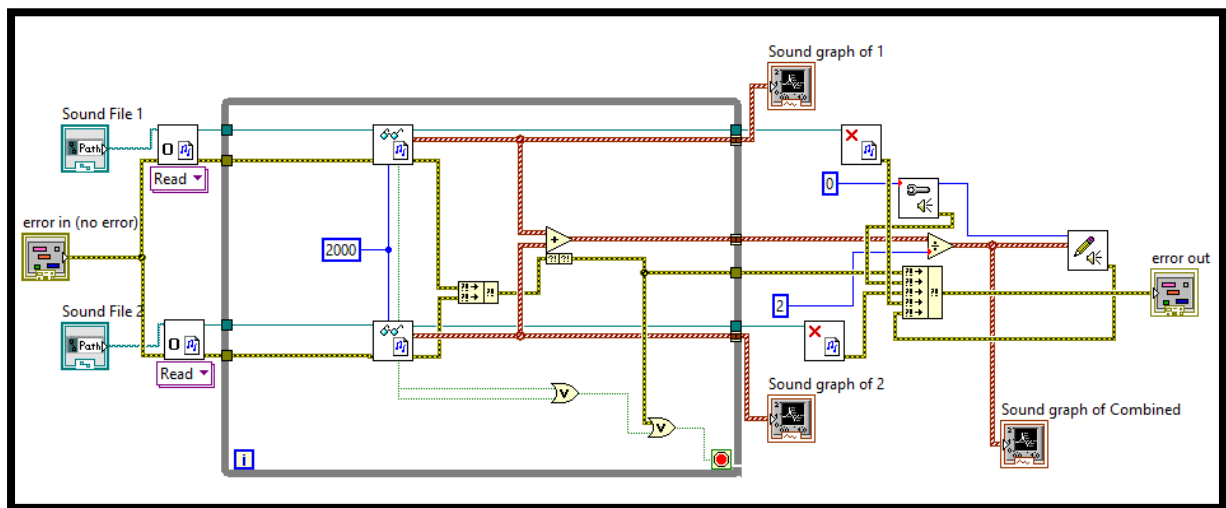 Sound graph of 1
Sound File 1
Path
Read
error in (no error)
2000
0
2
error out
Sound File 2
Path
Read
Sound graph of 2
Sound graph of Combined
i